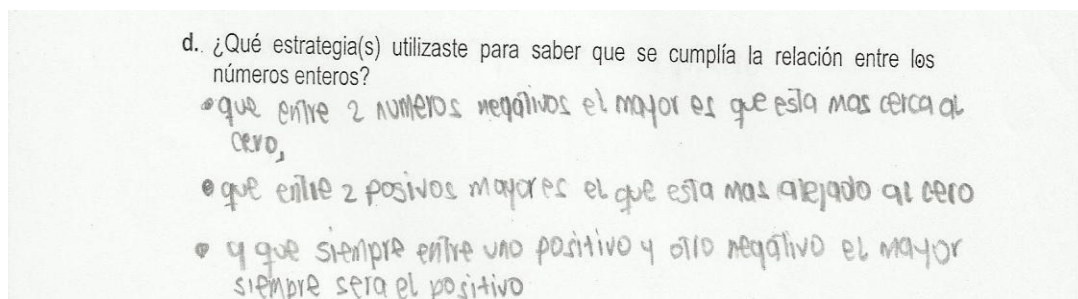 d. ¿Qué estrategia(s) utilizaste para saber que se cumplía la relación entre los
números enteros?
• que entre 2 numeros negativos el mayor es que esta mas cerca al
cero,
• que entre 2 posivos mayores el que esta mas alejado al cero
• y que siempre entre uno positivo y otro negativo el mayor
siempre sera el positivo